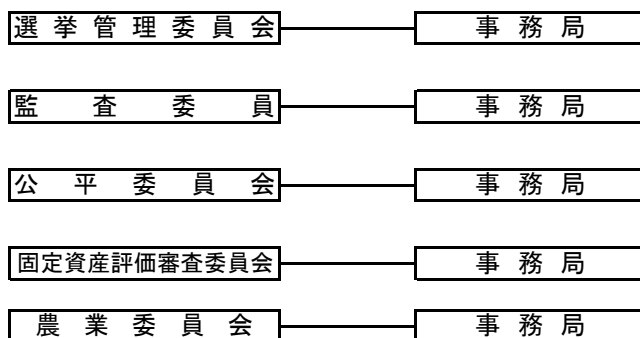 選挙管理委員会 事務局
監査委員 事務局
公平委員会 事務局
固定資産評価審査委員会 事務局
農業委員会 事務局